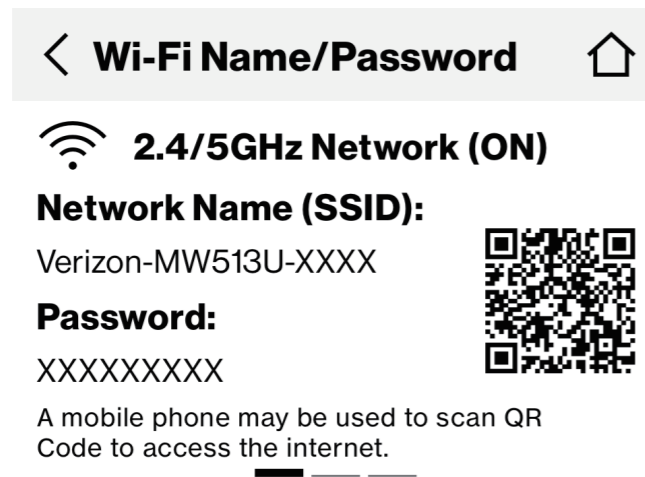 Wi-Fi Name/Password
2.4/5GHz Network (ON)
Network Name (SSID):
Verizon-MW513U-XXXX
Password:
XXXXXXXXX
A mobile phone may be used to scan QR
Code to access the internet.